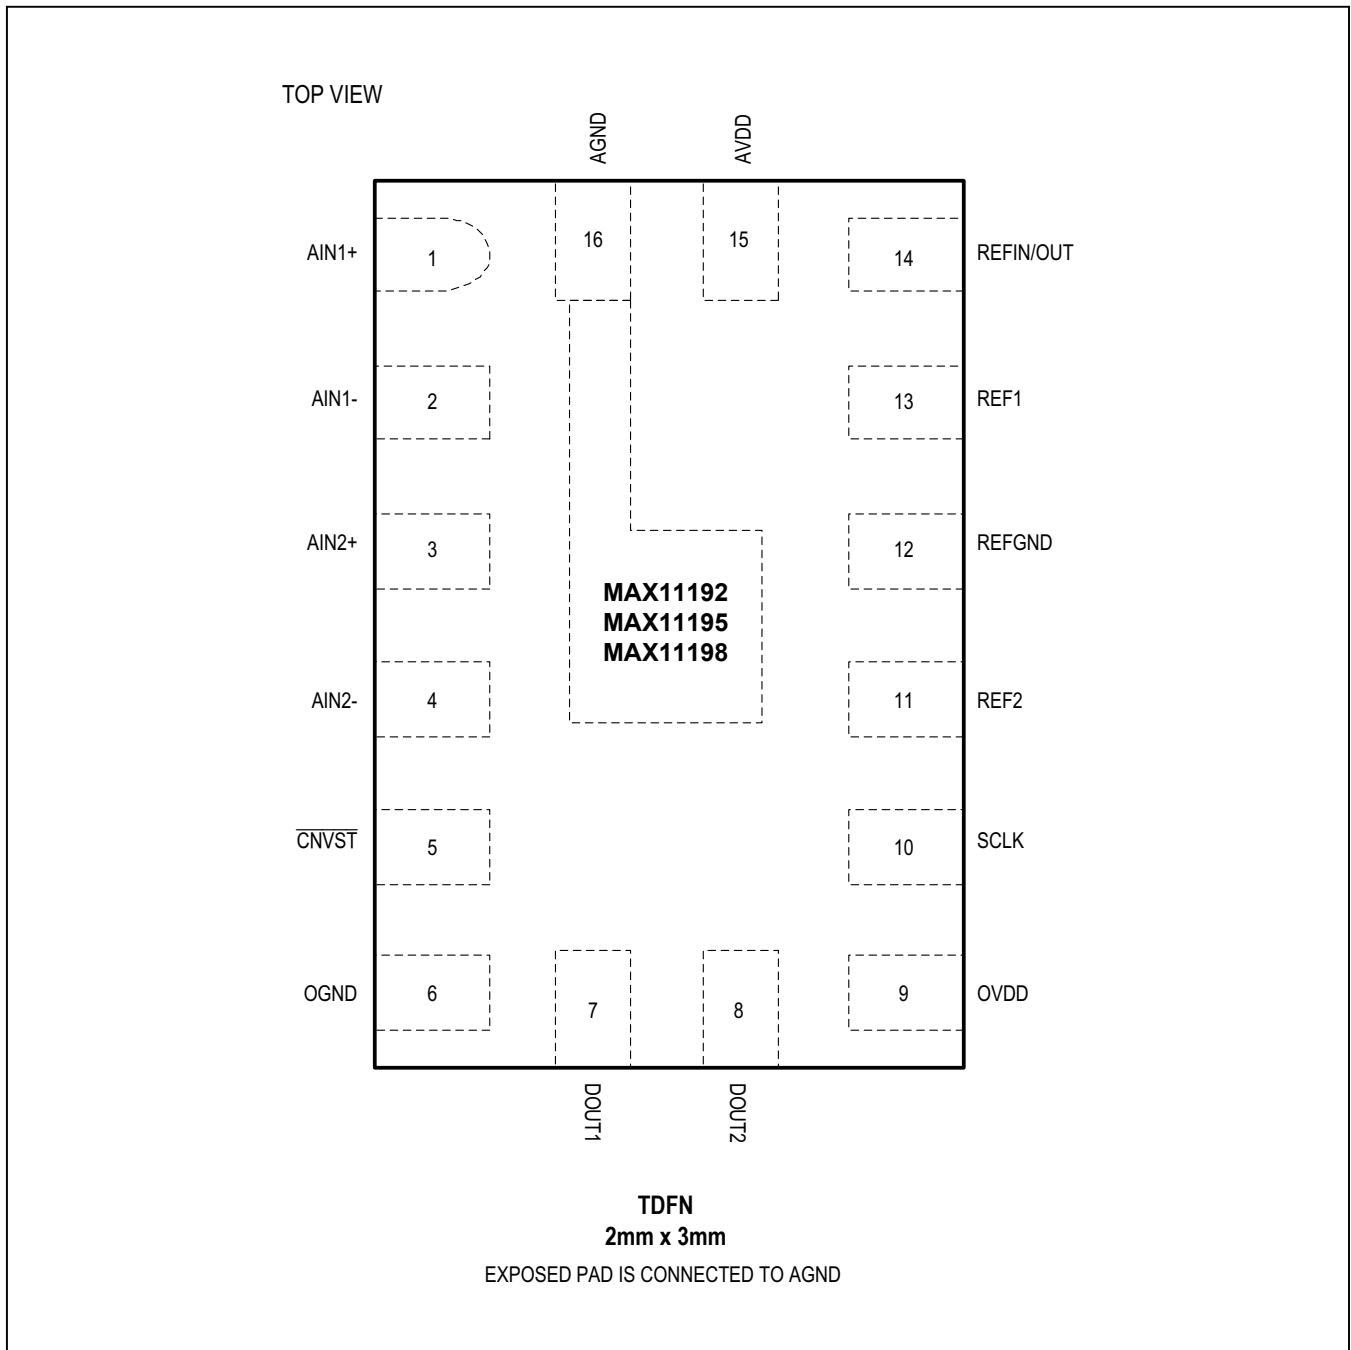 TOP VIEW
AGND
AVDD
AIN1+
1
16
15
14
REFIN/OUT
AIN1-
2
13
REF1
AIN2+
3
12
REFGND
MAX11192
MAX11195
MAX11198
AIN2-
4
11
REF2
CNVST
5
10
SCLK
OGND
6
7
8
9
OVDD
DOUT1
DOUT2
TDFN
2mm x 3mm
EXPOSED PAD IS CONNECTED TO AGND